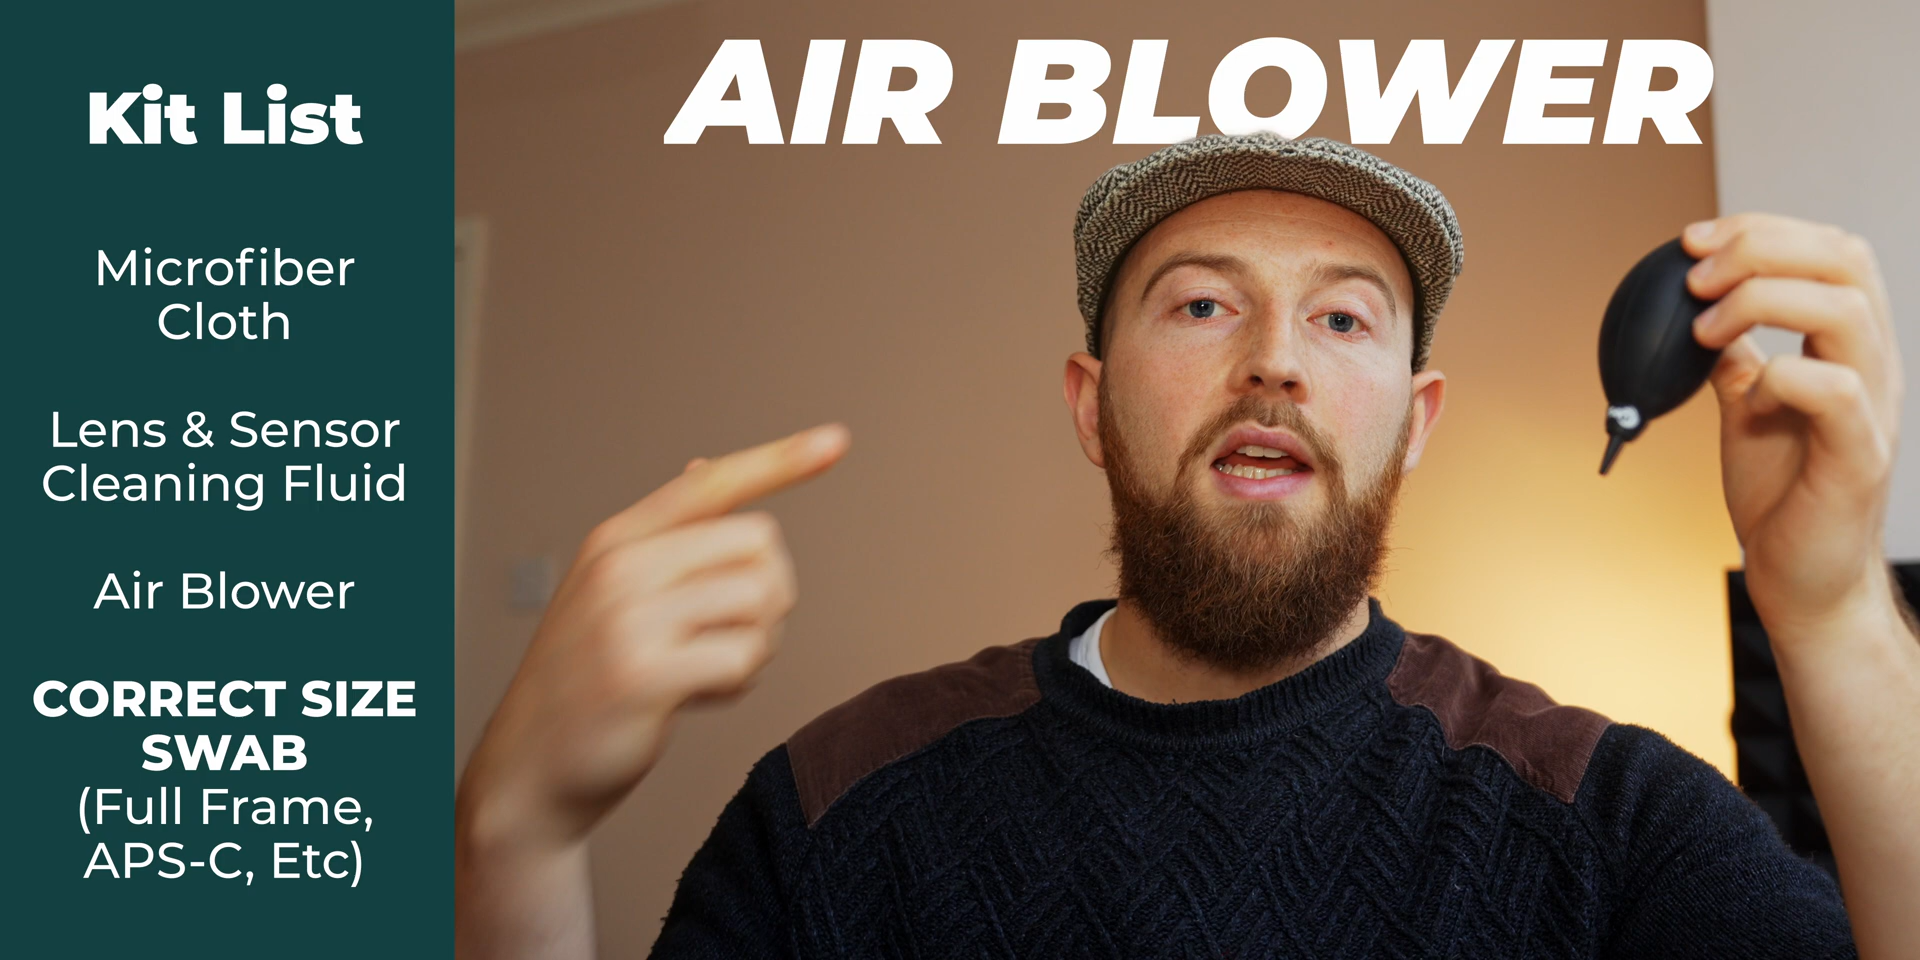 Kit List
Microfiber
Cloth
Lens & Sensor
Cleaning Fluid
Air Blower
CORRECT SIZE
SWAB
(Full Frame,
APS-C, Etc)
AIR BLOWER